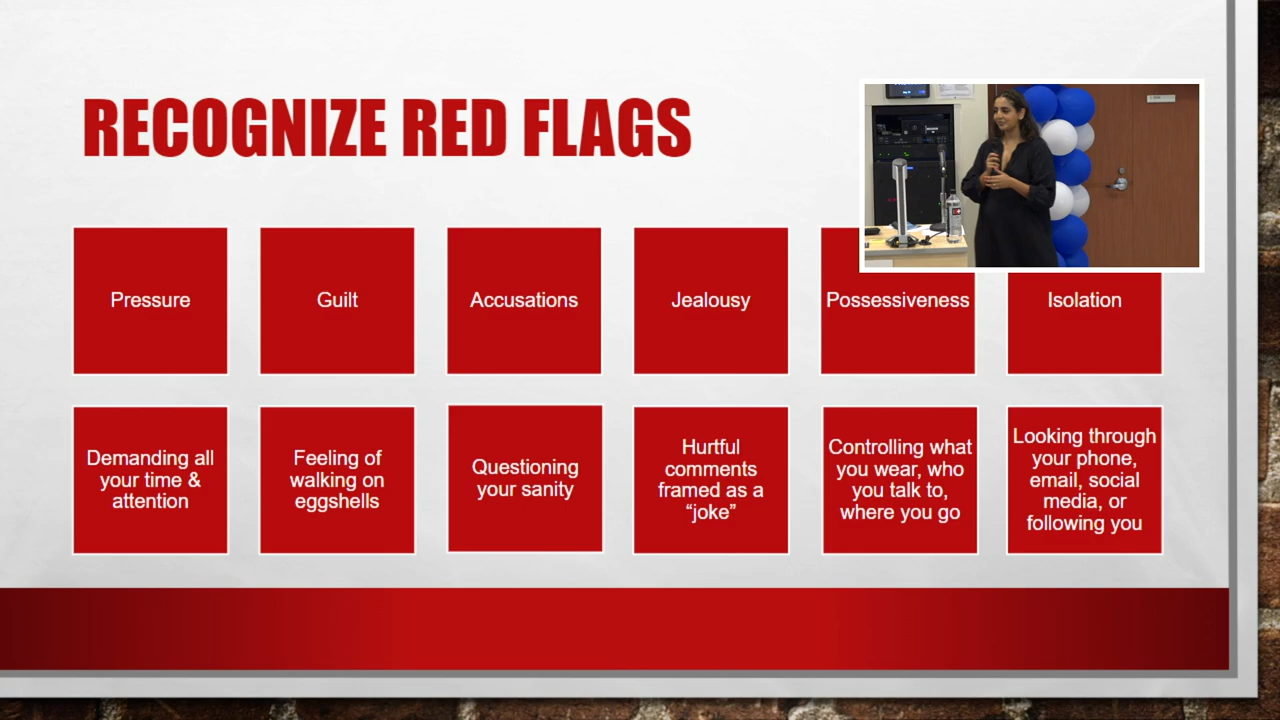 RECOGNIZE RED FLAGS
Pressure
Guilt
Accusations
Jealousy
Possessiveness
Isolation
Demanding all
your time &
attention
Feeling of
walking on
eggshells
Questioning
your sanity
Hurtful
comments
framed as a
“joke”
Controlling what
you wear, who
you talk to,
where you go
Looking through
your phone,
email, social
media, or
following you